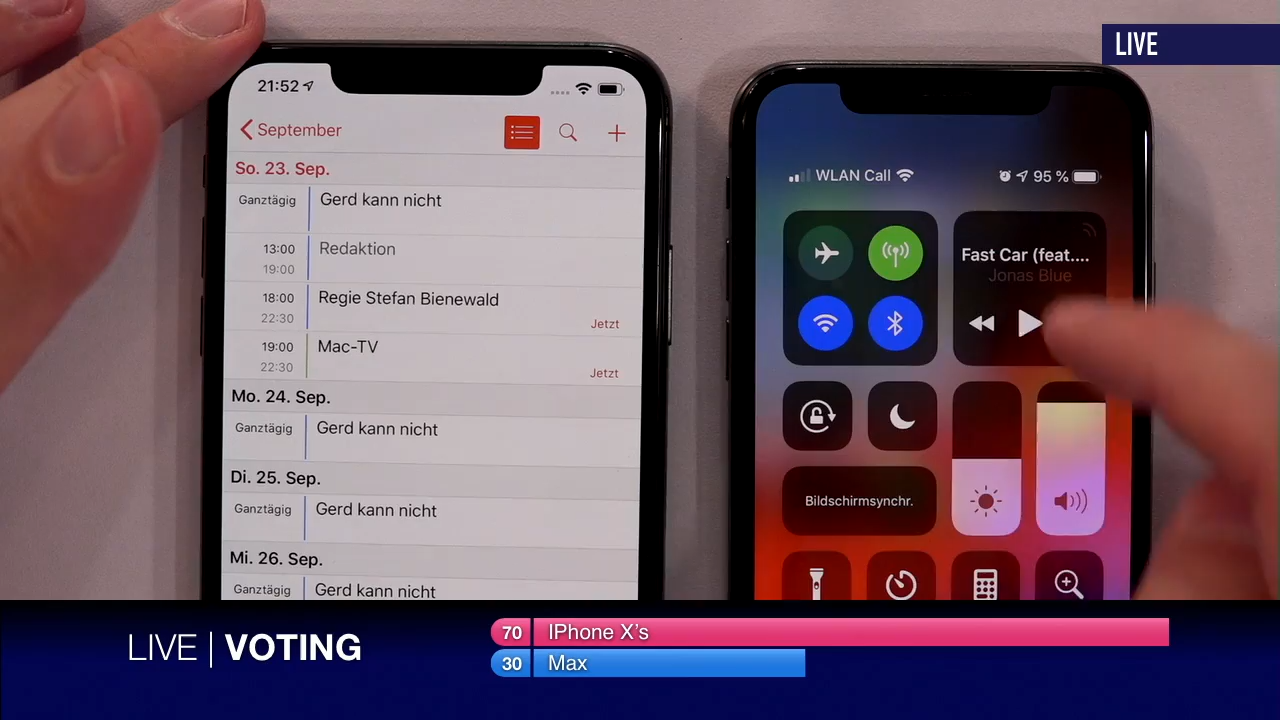 LIVE
21:52
September
So. 23. Sep.
Ganztägig Gerd kann nicht
13:00 Redaktion
19:00
18:00 Regie Stefan Bienewald
22:30 Jetzt
19:00 Mac-TV
22:30 Jetzt
Mo. 24. Sep.
Ganztägig Gerd kann nicht
Di. 25. Sep.
Ganztägig Gerd kann nicht
Mi. 26. Sep.
Ganztägig Gerd kann nicht
WLAN Call 95 %
Fast Car (feat....
Jonas Blue
Bildschirmsynchr.
LIVE | VOTING
70 IPhone X's
30 Max